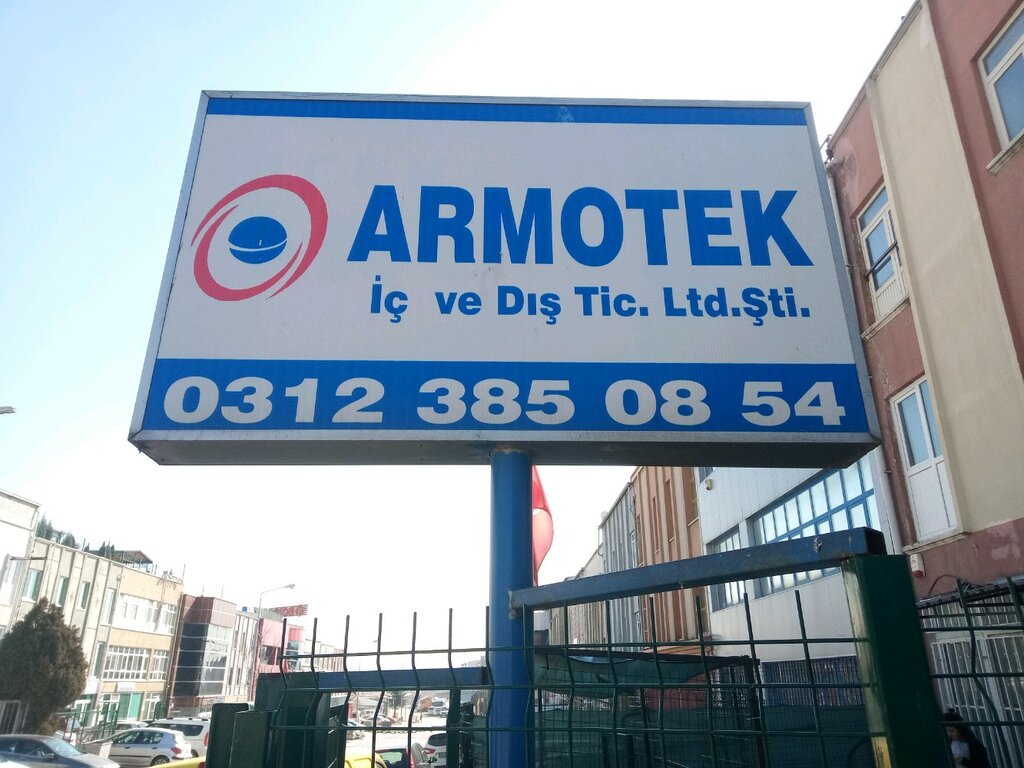 ARMOTEK
İç ve Dış Tic. Ltd.Şti.
0312 385 08 54